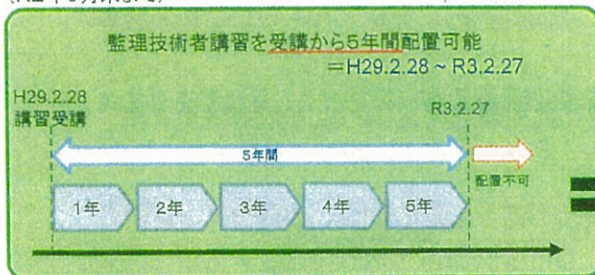 監理技術者講習を受講から5年間配置可能
＝H29.2.28 ~ R3.2.27
H29.2.28
講習受講
R3.2.27
5年間
配置不可
1年 2年 3年 4年 5年